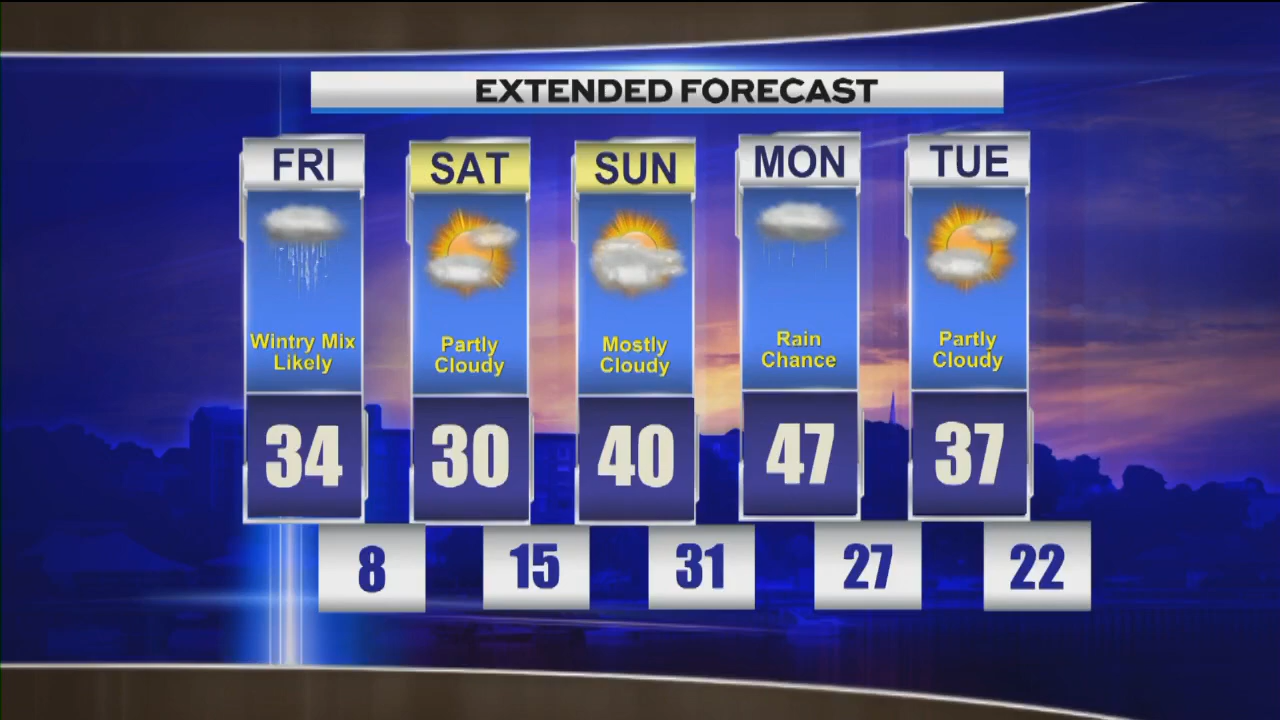 EXTENDED FORECAST
FRI
SAT
SUN
MON
TUE
Wintry Mix
Likely
Partly
Cloudy
Mostly
Cloudy
Rain
Chance
Partly
Cloudy
34
30
40
47
37
8
15
31
27
22